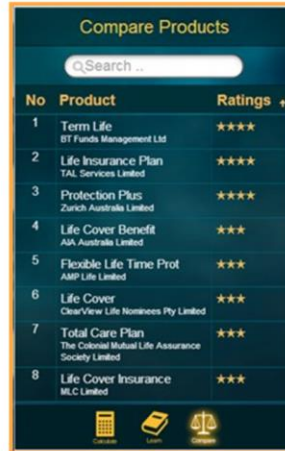 Compare Products
Search ..
No Product Ratings
1 Term Life ★★★★
BT Funds Management Ltd
2 Life Insurance Plan ★★★★
TAL Services Limited
3 Protection Plus ★★★★
Zurich Australia Limited
4 Life Cover Benefit ★★★
AIA Australia Limited
5 Flexible Life Time Prot ★★★
AMP Life Limited
6 Life Cover ★★★
ClearView Life Nominees Pty Limited
7 Total Care Plan ★★★
The Colonial Mutual Life Assurance
Society Limited
8 Life Cover Insurance ★★★
MLC Limited
Calculate Learn Compare